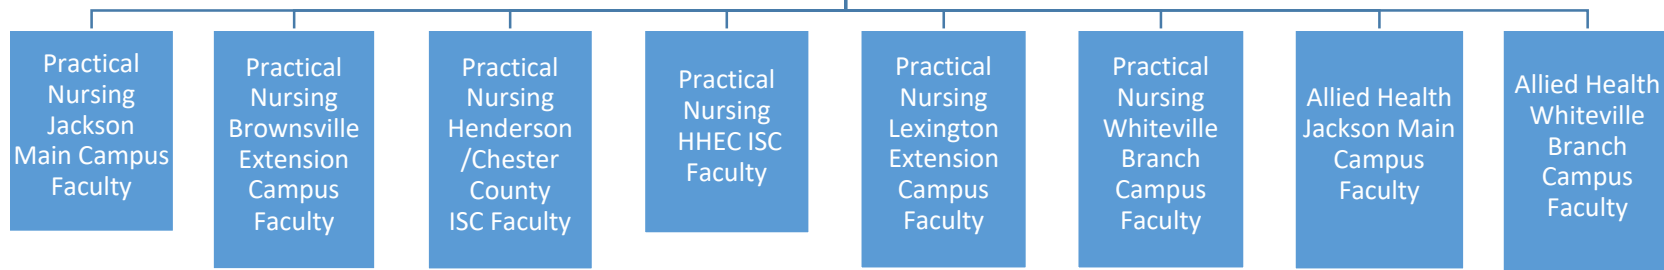 Practical
Nursing
Jackson
Main Campus
Faculty
Practical
Nursing
Brownsville
Extension
Campus
Faculty
Practical
Nursing
Henderson
/Chester
County
ISC Faculty
Practical
Nursing
HHEC ISC
Faculty
Practical
Nursing
Lexington
Extension
Campus
Faculty
Practical
Nursing
Whiteville
Branch
Campus
Faculty
Allied Health
Jackson Main
Campus
Faculty
Allied Health
Whiteville
Branch
Campus
Faculty